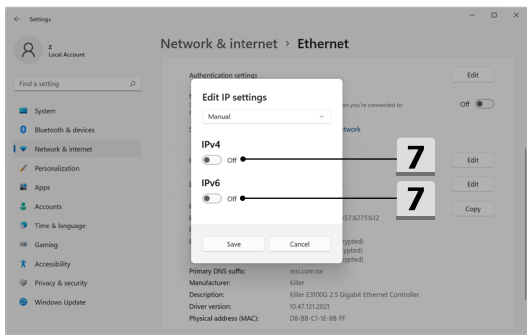 Settings
z
Local Account
Find a setting
System
Bluetooth & devices
Network & internet
Personalization
Apps
Accounts
Time & language
Gaming
Accessibility
Privacy & security
Windows Update
Network & internet > Ethernet
Authentication settings
Edit
en you're connected to
Off
twork
Edit
Edit
Copy
57:8275%12
rypted)
rypted)
rypted)
Edit IP settings
Manual
IPv4
Off
7
IPv6
Off
7
Save
Cancel
Primary DNS suffix: msi.com.tw
Manufacturer: Killer
Description: Killer E3100G 2.5 Gigabit Ethernet Controller
Driver version: 10.47.121.2021
Physical address (MAC): D8-BB-C1-1E-8B-FF